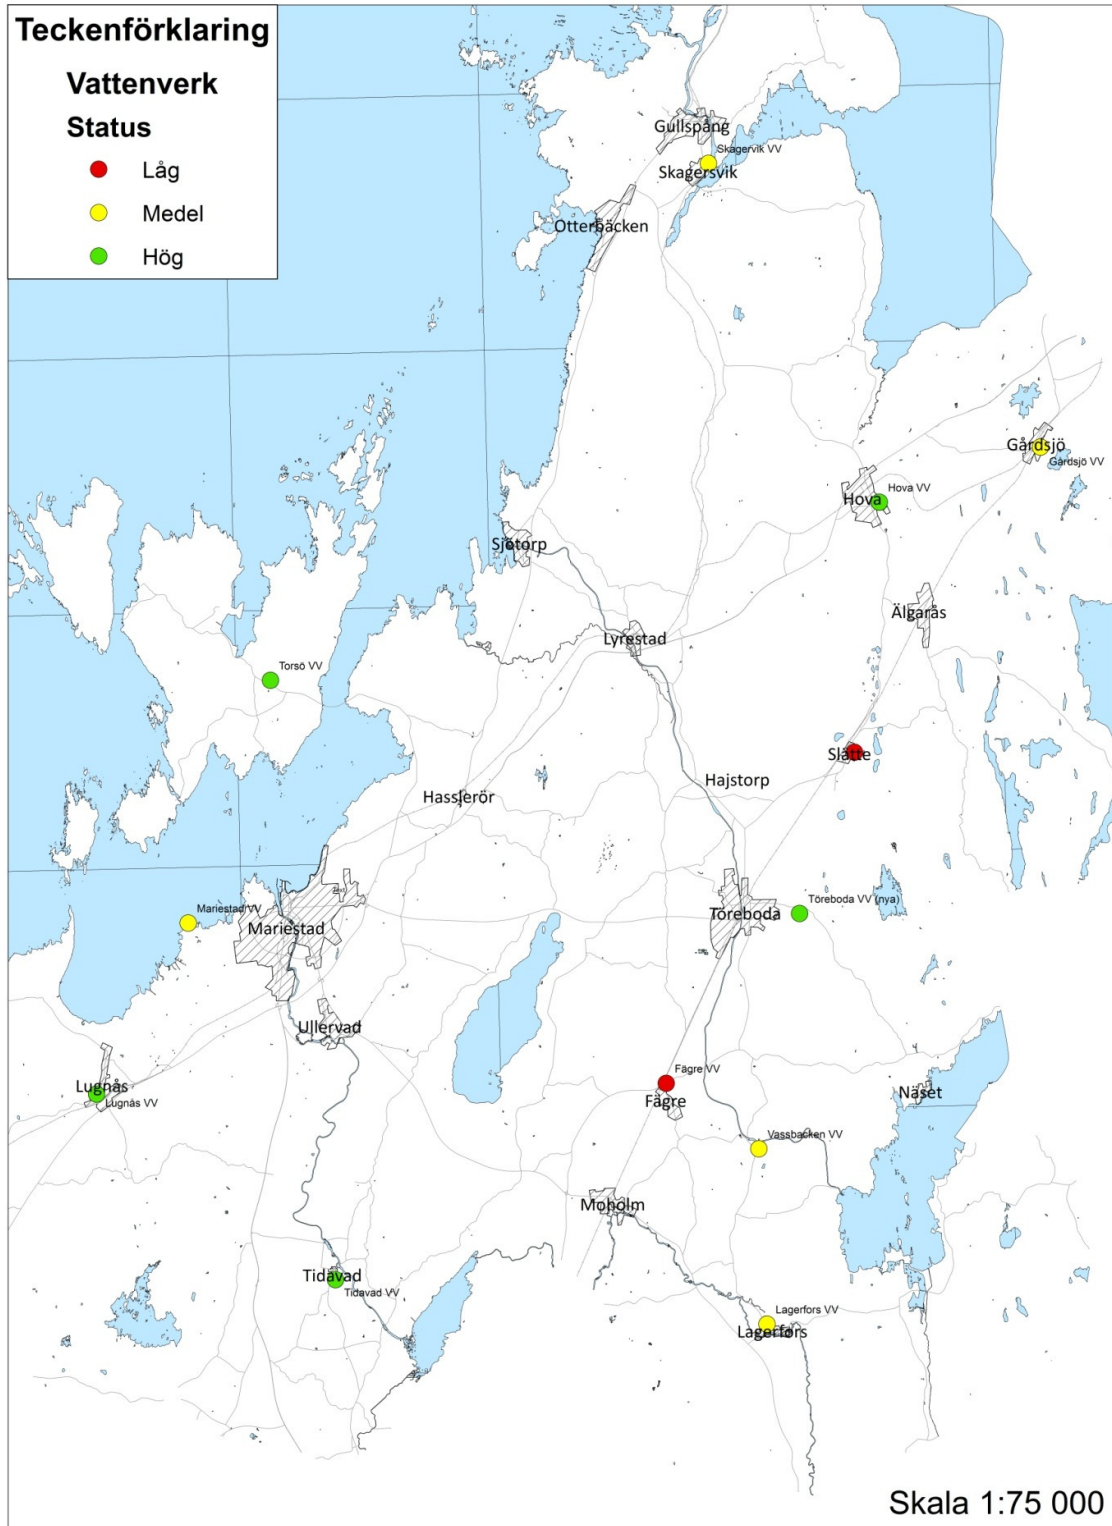 Teckenförklaring
Vattenverk
Status
Låg
Medel
Hög
Gullspång
Skagervik VV
Skagersvik
Otterbäcken
Gårdsjö
Gårdsjö VV
Hova VV
Hova
Sjötorp
Älgarås
Lyrestad
Torsö VV
Slätte
Hajstorp
Hasslerör
Töreboda VV (nya)
Mariestad VV
Töreboda
Mariestad
Ullervad
Fägre VV
Lugnås
Lugnås VV
Fägre
Näset
Vassbacken VV
Moholm
Tidavad
Tidavad VV
Lagerfors VV
Lagerfors
Skala 1:75 000